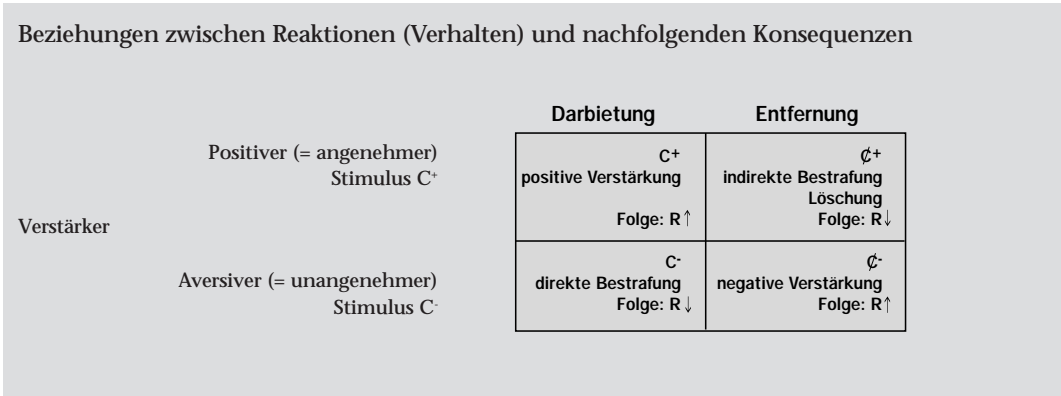 Beziehungen zwischen Reaktionen (Verhalten) und nachfolgenden Konsequenzen
Darbietung Entfernung
Positiver (= angenehmer)
Stimulus C⁺
C⁺
positive Verstärkung
Folge: R↑
₵⁺
indirekte Bestrafung
Löschung
Folge: R↓
Verstärker
Aversiver (= unangenehmer)
Stimulus C⁻
C⁻
direkte Bestrafung
Folge: R↓
₵⁻
negative Verstärkung
Folge: R↑